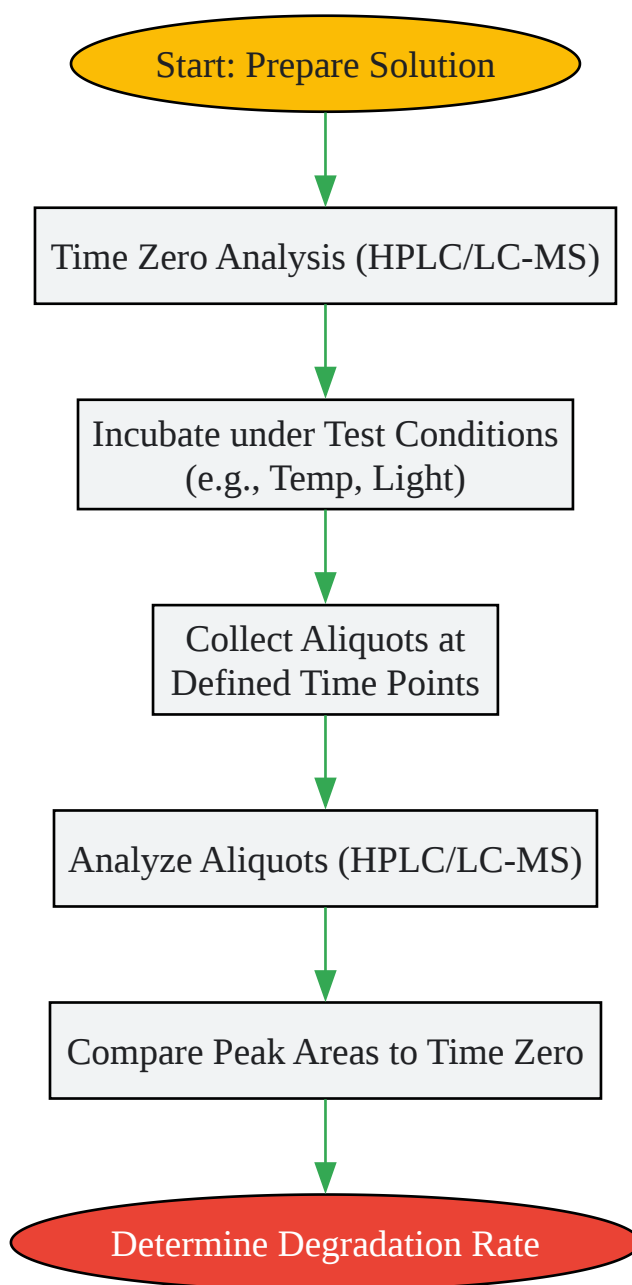 Start: Prepare Solution
Time Zero Analysis (HPLC/LC-MS)
Incubate under Test Conditions
(e.g., Temp, Light)
Collect Aliquots at
Defined Time Points
Analyze Aliquots (HPLC/LC-MS)
Compare Peak Areas to Time Zero
Determine Degradation Rate